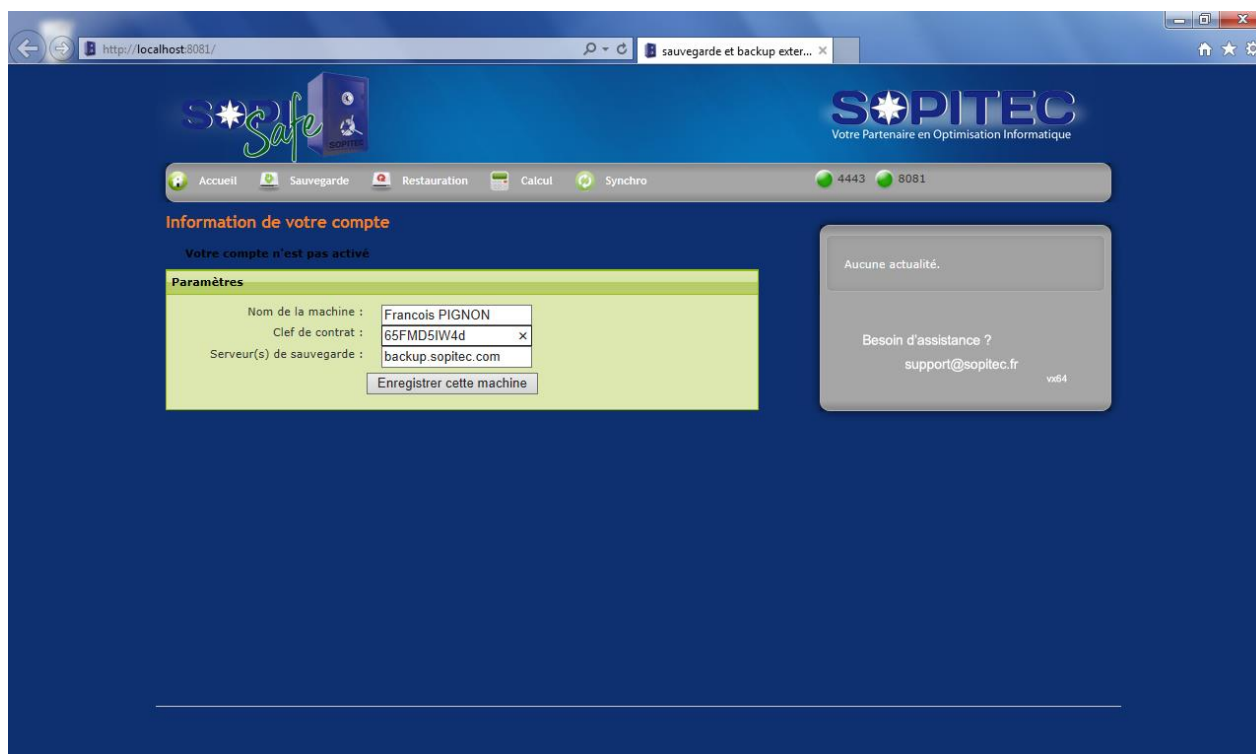 http://localhost:8081/
sauvegarde et backup exter...
SOPI Safe
SOPITEC
SOPITEC
Votre Partenaire en Optimisation Informatique
Accueil Sauvegarde Restauration Calcul Synchro 4443 8081
Information de votre compte
Votre compte n'est pas activé
Paramètres
Nom de la machine : Francois PIGNON
Clef de contrat : 65FMD5IW4d
Serveur(s) de sauvegarde : backup.sopitec.com
Enregistrer cette machine
Aucune actualité.
Besoin d'assistance ?
support@sopitec.fr
vx64